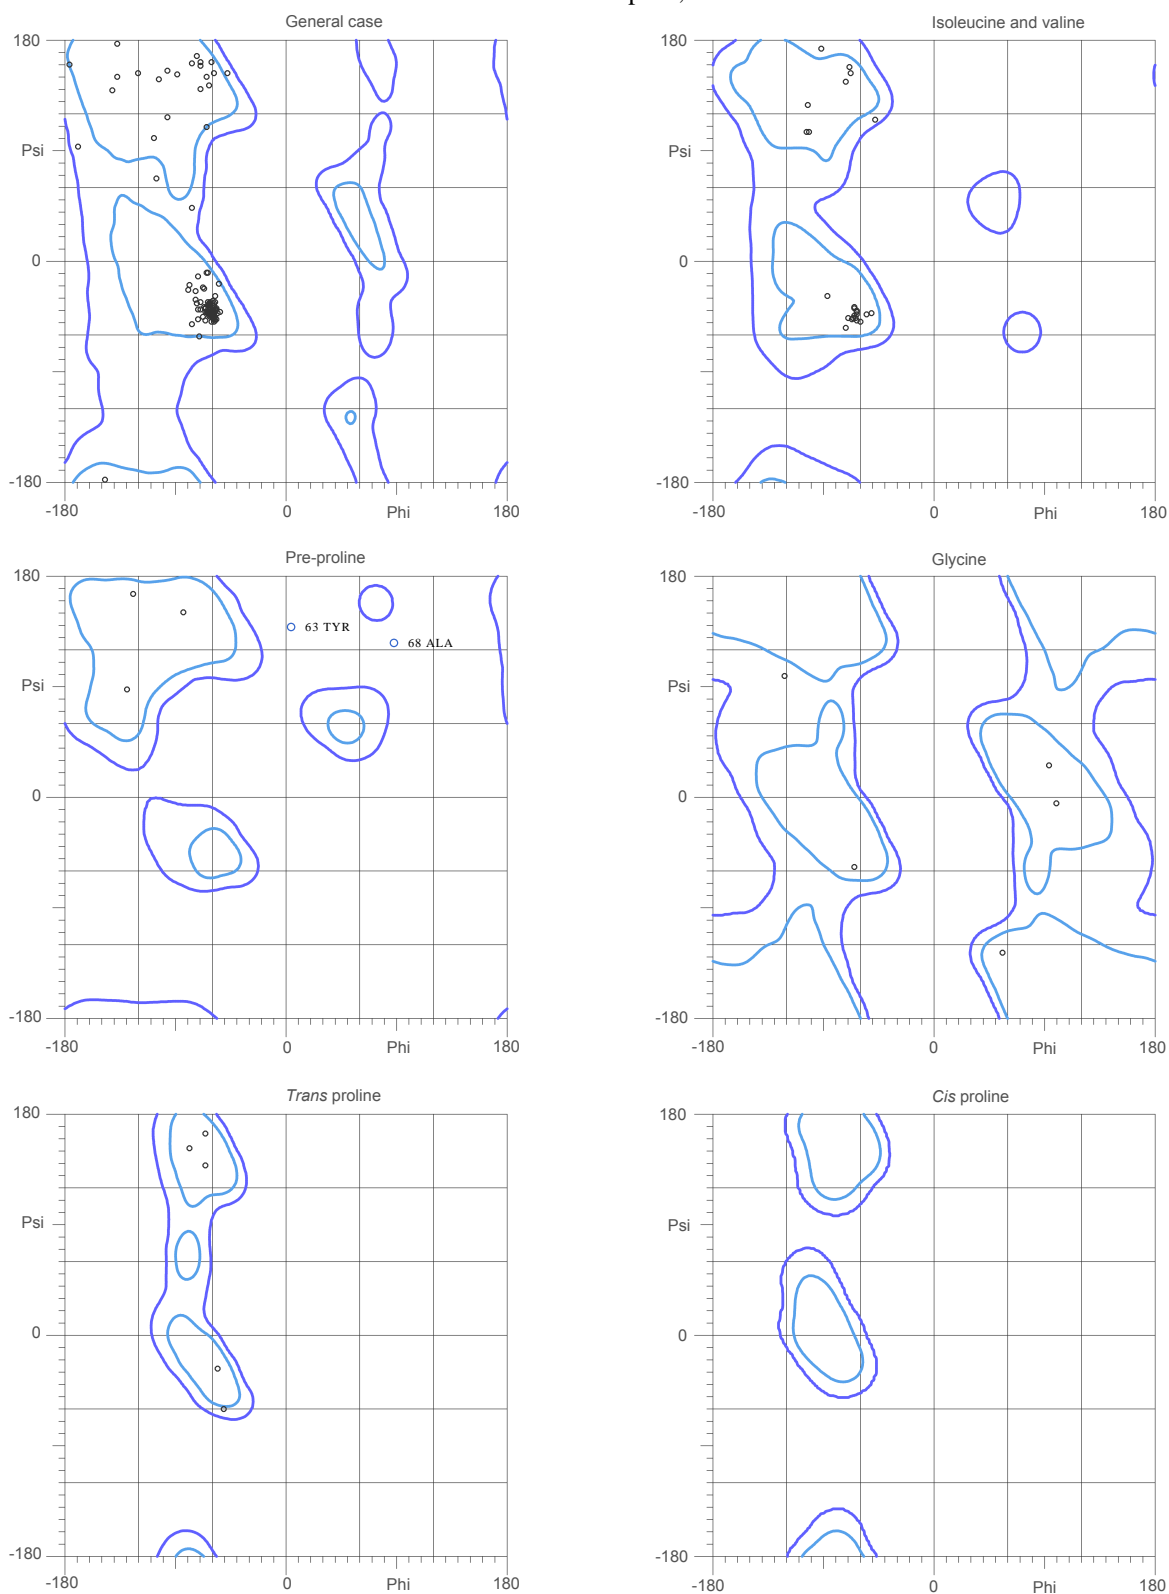 General case
Isoleucine and valine
180
180
Psi
Psi
0
0
-180
-180
-180
0
Phi
180
-180
0
Phi
180
Pre-proline
Glycine
180
180
63 TYR
68 ALA
Psi
Psi
0
0
-180
-180
-180
0
Phi
180
-180
0
Phi
180
Trans proline
Cis proline
180
180
Psi
Psi
0
0
-180
-180
-180
0
Phi
180
-180
0
Phi
180